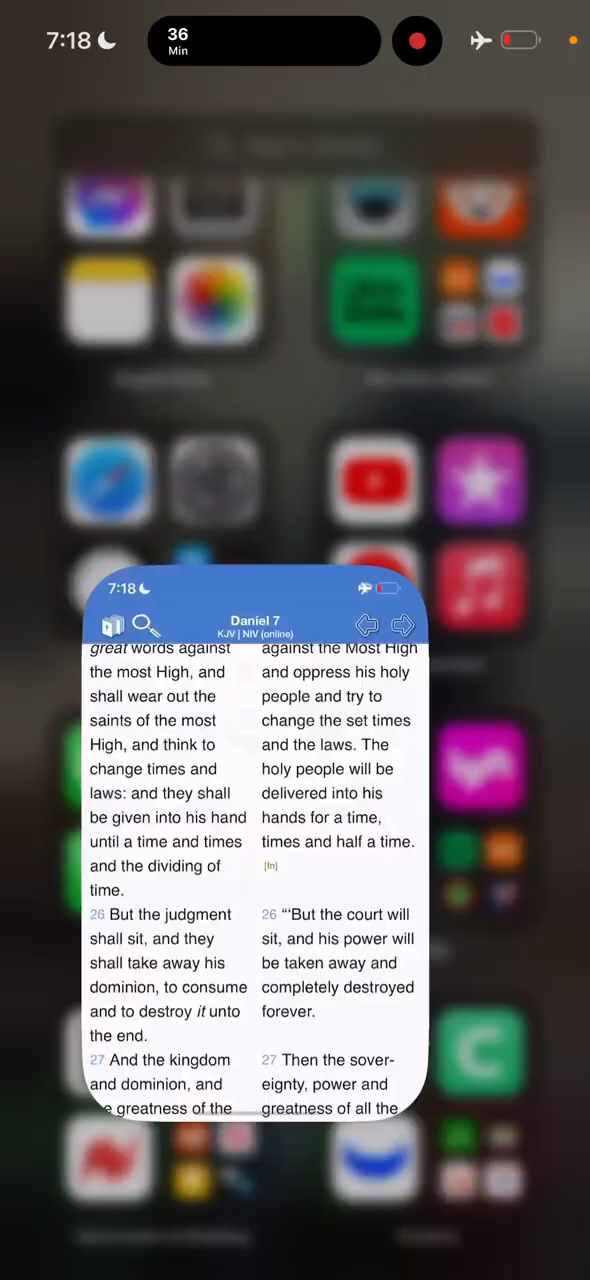 7:18
36
Min
7:18
Daniel 7
KJV | NIV (online)
great words against
the most High, and
shall wear out the
saints of the most
High, and think to
change times and
laws: and they shall
be given into his hand
until a time and times
and the dividing of
time.
26 But the judgment
shall sit, and they
shall take away his
dominion, to consume
and to destroy it unto
the end.
27 And the kingdom
and dominion, and
greatness of the
against the Most High
and oppress his holy
people and try to
change the set times
and the laws. The
holy people will be
delivered into his
hands for a time,
times and half a time.
[fn]
26 “‘But the court will
sit, and his power will
be taken away and
completely destroyed
forever.
27 Then the sover-
eignty, power and
greatness of all the
C